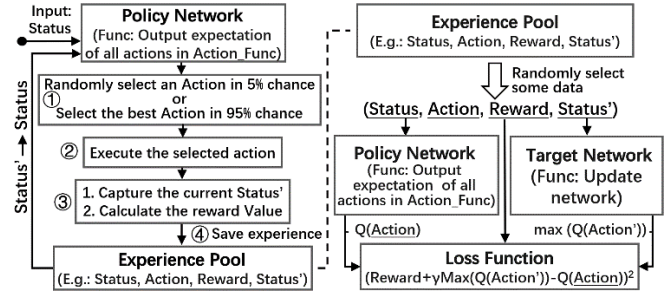 Input:
Status
Policy Network
(Func: Output expectation
of all actions in Action_Func)
Randomly select an Action in 5% chance
① or
Select the best Action in 95% chance
② Execute the selected action
③ 1. Capture the current Status'
2. Calculate the reward Value
④ Save experience
Experience Pool
(E.g.: Status, Action, Reward, Status')
Status' → Status
Experience Pool
(E.g.: Status, Action, Reward, Status')
Randomly select
some data
(Status, Action, Reward, Status')
Policy Network
(Func: Output
expectation of all
actions in Action_Func)
Target Network
(Func: Update
network)
Q(Action)
max (Q(Action'))
Loss Function
(Reward+γMax(Q(Action'))-Q(Action))²